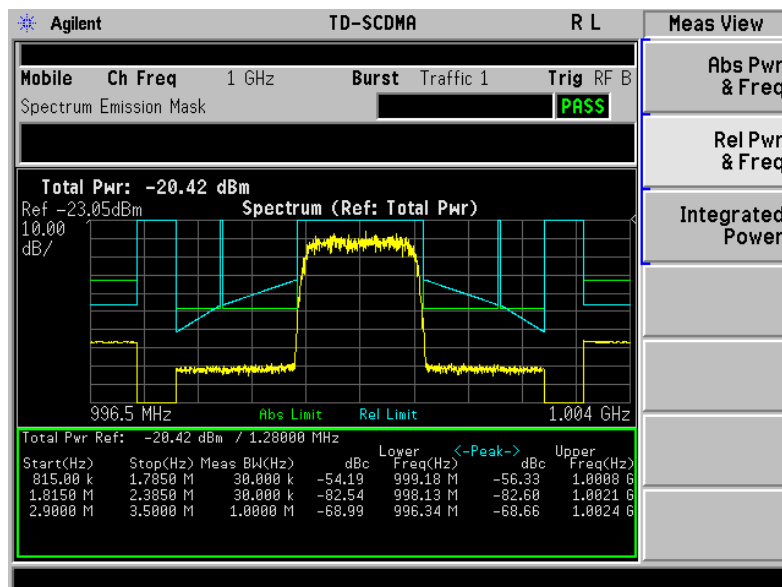 Agilent TD-SCDMA R L Meas View
Mobile Ch Freq 1 GHz Burst Traffic 1 Trig RF B
Spectrum Emission Mask PASS
Abs Pwr
& Freq
Rel Pwr
& Freq
Integrated
Power
Total Pwr: -20.42 dBm
Ref -23.05dBm Spectrum (Ref: Total Pwr)
10.00
dB/
996.5 MHz Abs Limit Rel Limit 1.004 GHz
Total Pwr Ref: -20.42 dBm / 1.28000 MHz
Lower <-Peak-> Upper
Start(Hz) Stop(Hz) Meas BW(Hz) dBc Freq(Hz) dBc Freq(Hz)
815.00 k 1.7850 M 30.000 k -54.19 999.18 M -56.33 1.0008 G
1.8150 M 2.3850 M 30.000 k -82.54 998.13 M -82.60 1.0021 G
2.9000 M 3.5000 M 1.0000 M -68.99 996.34 M -68.66 1.0024 G